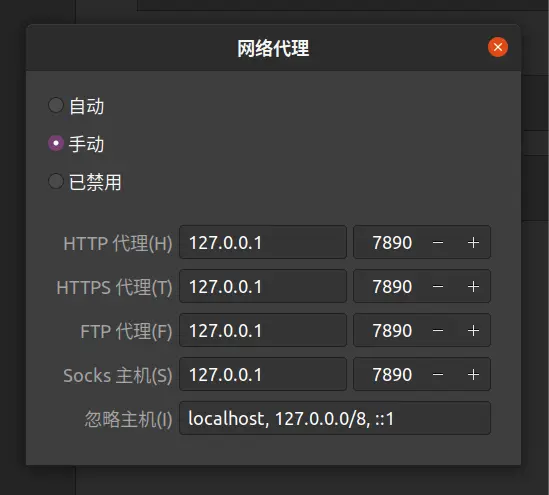 网络代理
自动
手动
已禁用
HTTP 代理(H) 127.0.0.1 7890 − +
HTTPS 代理(T) 127.0.0.1 7890 − +
FTP 代理(F) 127.0.0.1 7890 − +
Socks 主机(S) 127.0.0.1 7890 − +
忽略主机(I) localhost, 127.0.0.0/8, ::1